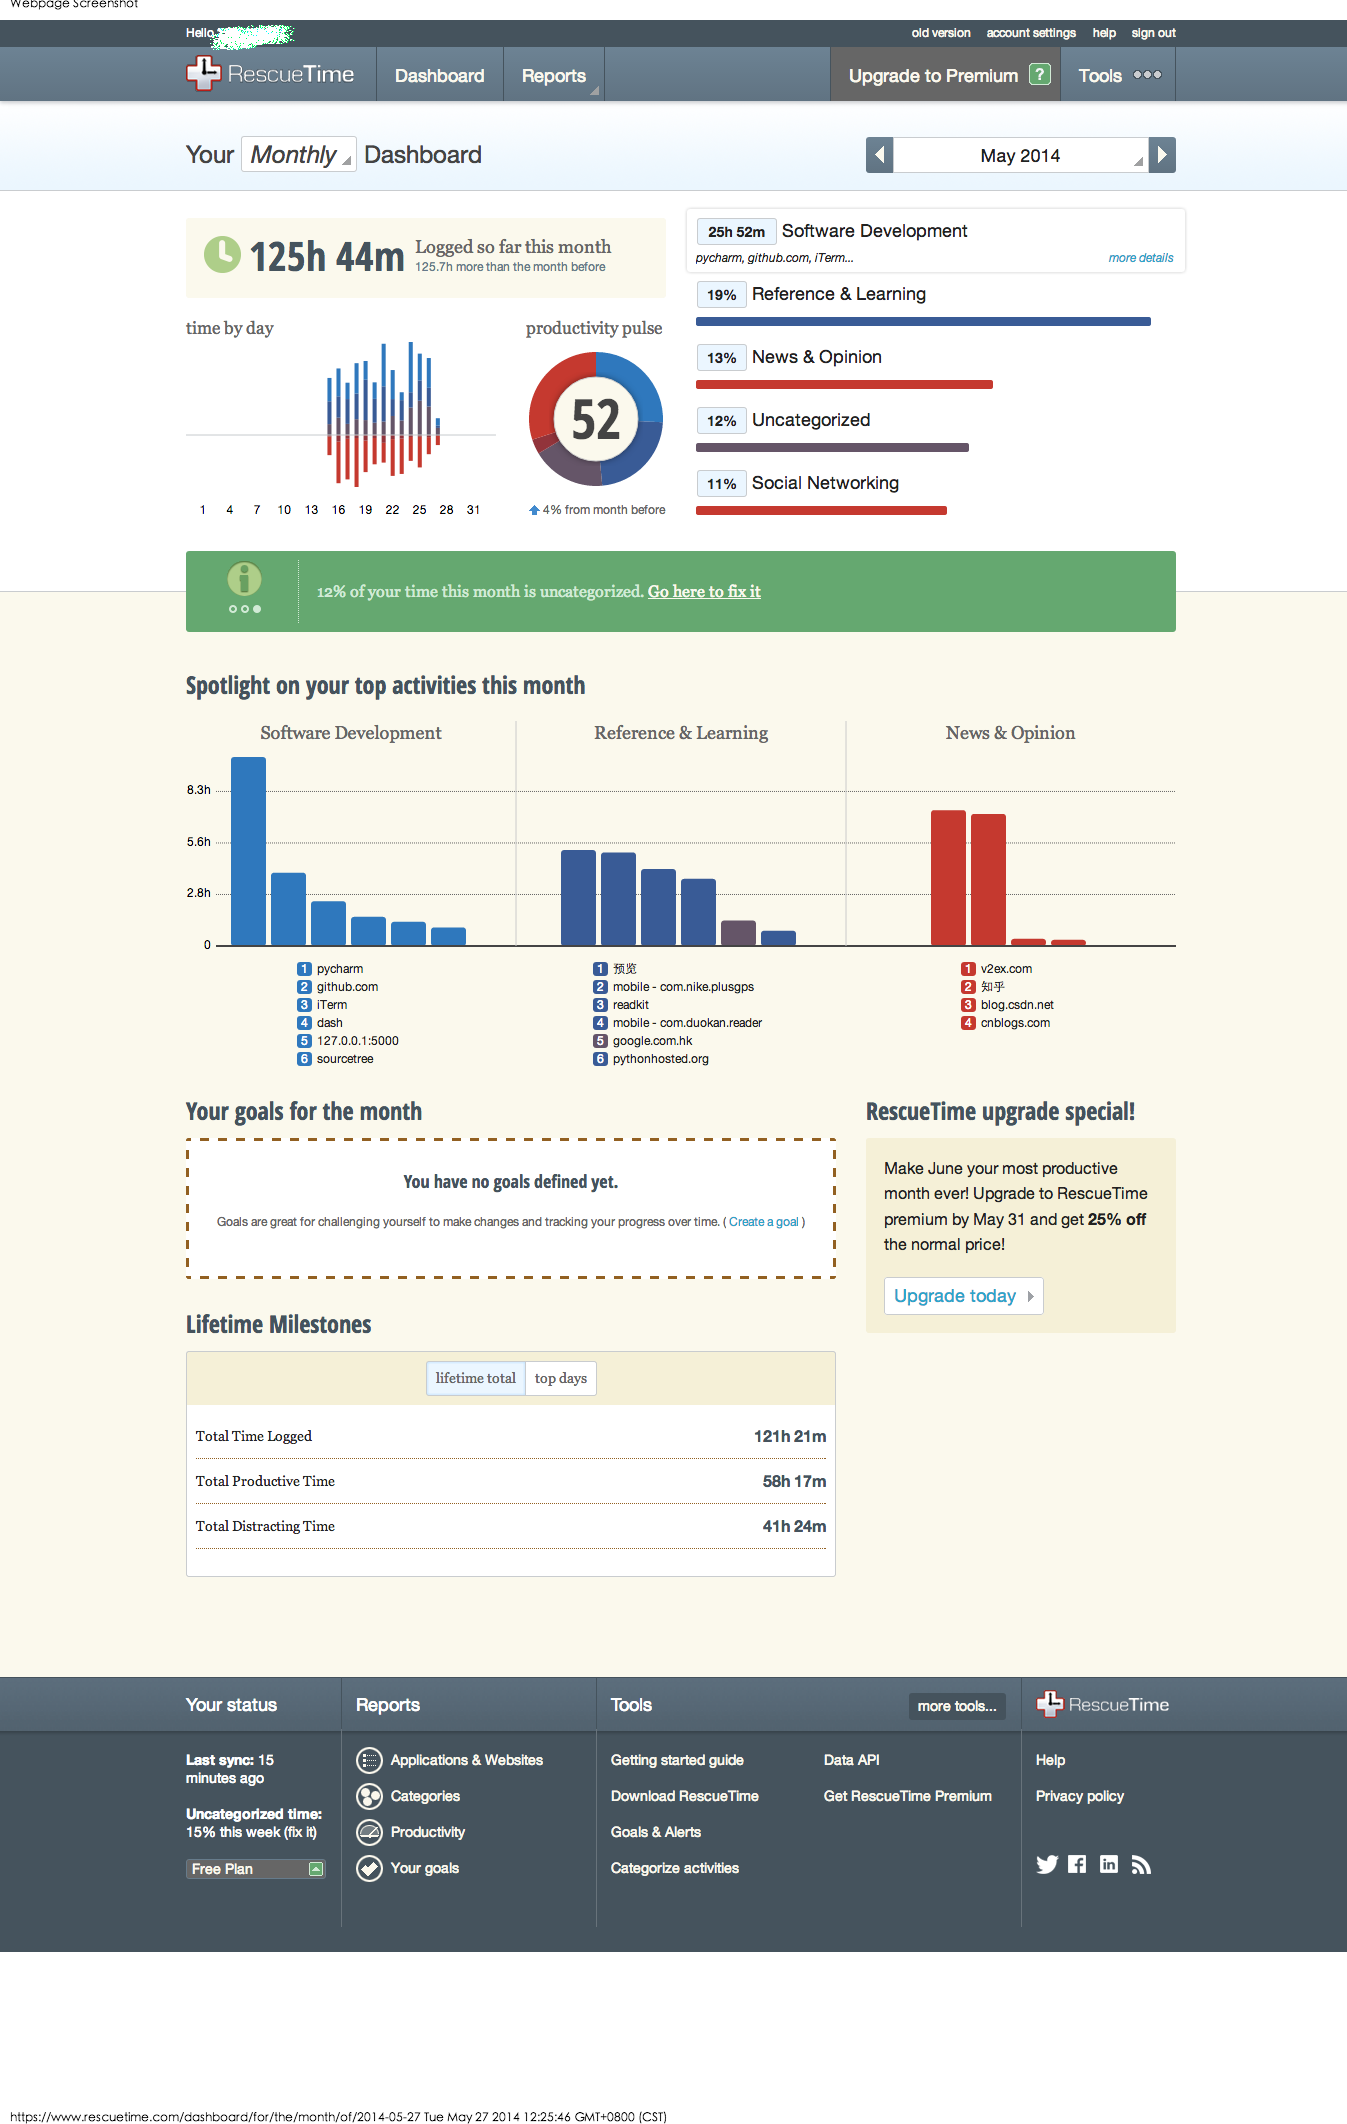 Webpage Screenshot
Hello
old version account settings help sign out
RescueTime Dashboard Reports Upgrade to Premium ? Tools
Your Monthly Dashboard
May 2014
125h 44m Logged so far this month
125.7h more than the month before
25h 52m Software Development
pycharm, github.com, iTerm... more details
19% Reference & Learning
13% News & Opinion
12% Uncategorized
11% Social Networking
time by day
1 4 7 10 13 16 19 22 25 28 31
productivity pulse
52
4% from month before
12% of your time this month is uncategorized. Go here to fix it
Spotlight on your top activities this month
Software Development
Reference & Learning
News & Opinion
8.3h
5.6h
2.8h
0
1 pycharm
2 github.com
3 iTerm
4 dash
5 127.0.0.1:5000
6 sourcetree
1 预览
2 mobile - com.nike.plusgps
3 readkit
4 mobile - com.duokan.reader
5 google.com.hk
6 pythonhosted.org
1 v2ex.com
2 知乎
3 blog.csdn.net
4 cnblogs.com
Your goals for the month
You have no goals defined yet.
Goals are great for challenging yourself to make changes and tracking your progress over time. ( Create a goal )
RescueTime upgrade special!
Make June your most productive
month ever! Upgrade to RescueTime
premium by May 31 and get 25% off
the normal price!
Upgrade today
Lifetime Milestones
lifetime total top days
Total Time Logged 121h 21m
Total Productive Time 58h 17m
Total Distracting Time 41h 24m
Your status
Last sync: 15
minutes ago
Uncategorized time:
15% this week (fix it)
Free Plan
Reports
Applications & Websites
Categories
Productivity
Your goals
Tools
more tools...
Getting started guide
Download RescueTime
Goals & Alerts
Categorize activities
Data API
Get RescueTime Premium
RescueTime
Help
Privacy policy
https://www.rescuetime.com/dashboard/for/the/month/of/2014-05-27 Tue May 27 2014 12:25:46 GMT+0800 (CST)